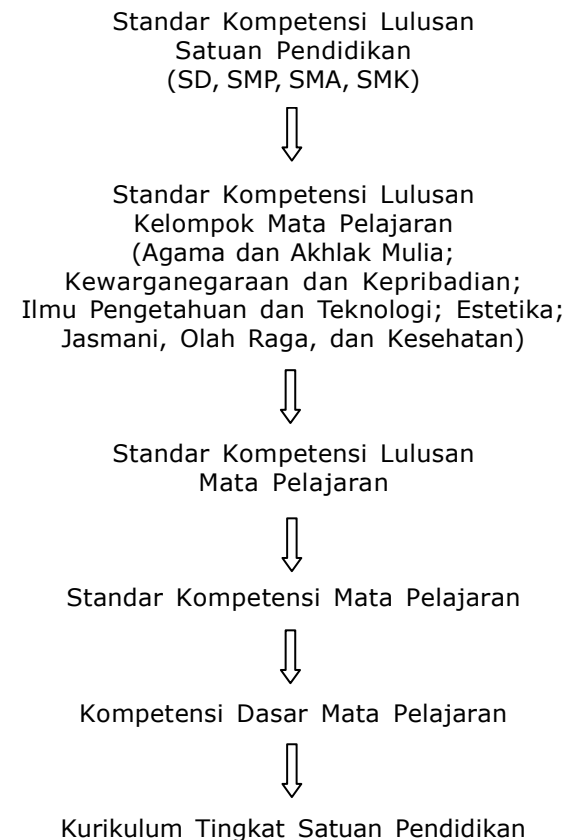 Standar Kompetensi Lulusan
Satuan Pendidikan
(SD, SMP, SMA, SMK)
Standar Kompetensi Lulusan
Kelompok Mata Pelajaran
(Agama dan Akhlak Mulia;
Kewarganegaraan dan Kepribadian;
Ilmu Pengetahuan dan Teknologi; Estetika;
Jasmani, Olah Raga, dan Kesehatan)
Standar Kompetensi Lulusan
Mata Pelajaran
Standar Kompetensi Mata Pelajaran
Kompetensi Dasar Mata Pelajaran
Kurikulum Tingkat Satuan Pendidikan